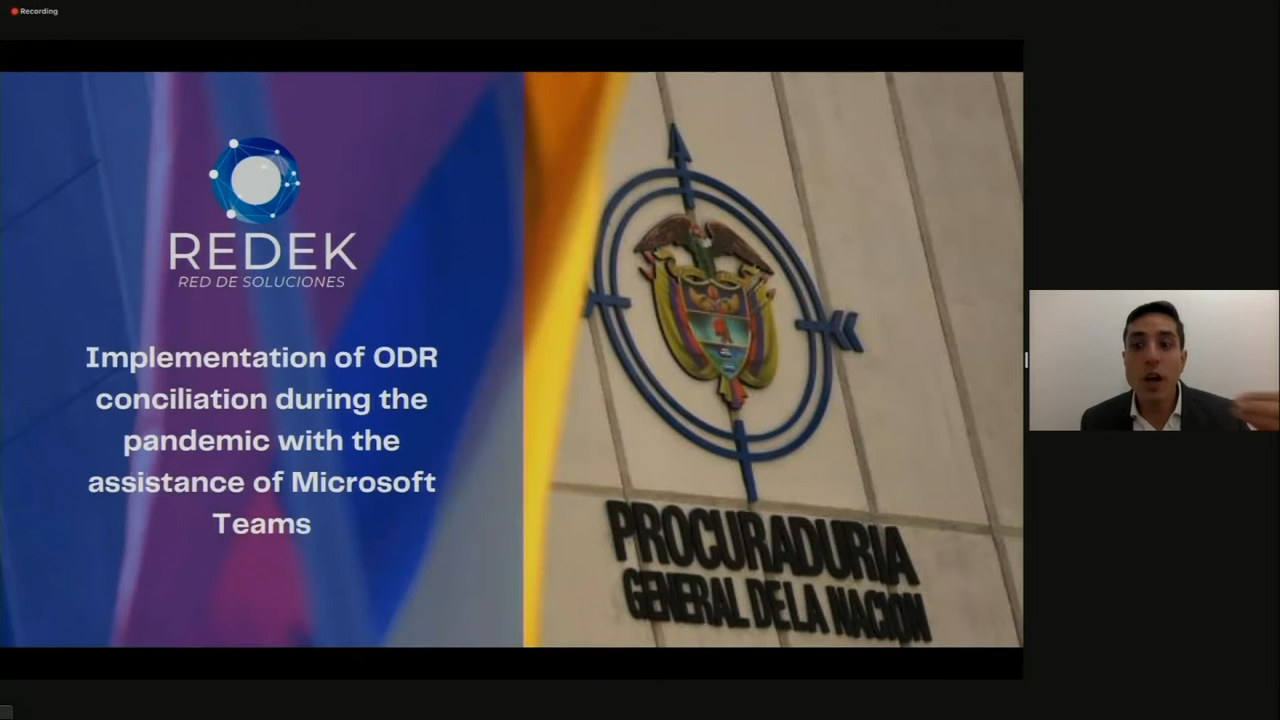 Recording
REDEK
RED DE SOLUCIONES
Implementation of ODR
conciliation during the
pandemic with the
assistance of Microsoft
Teams
PROCURADURIA
GENERAL DE LA NACION